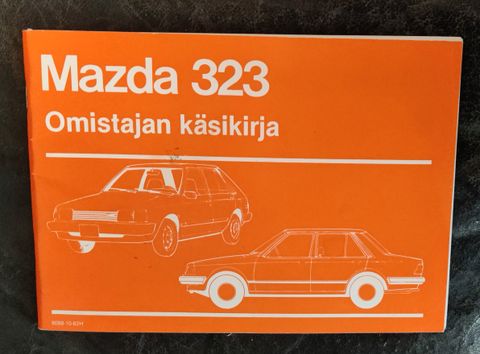 Mazda 323
Omistajan käsikirja